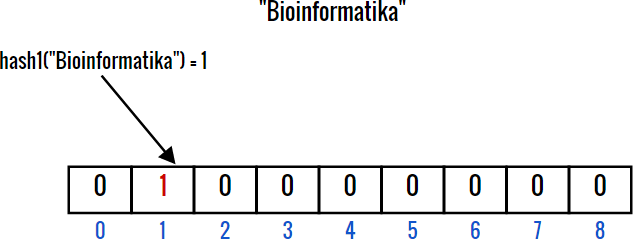 "Bioinformatika"
hash1("Bioinformatika") = 1
0 1 0 0 0 0 0 0 0
0 1 2 3 4 5 6 7 8